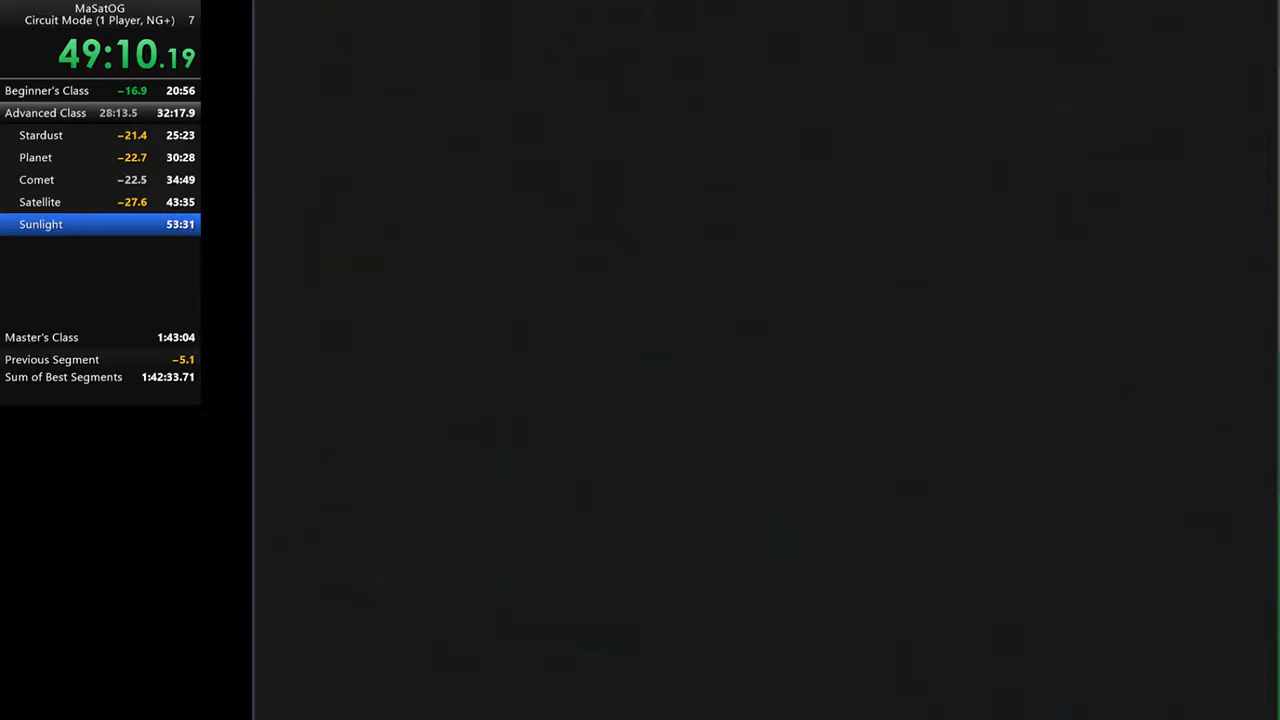 MaSatOG
Circuit Mode (1 Player, NG+) 7
49:10.19
Beginner's Class −16.9 20:56
Advanced Class 28:13.5 32:17.9
Stardust −21.4 25:23
Planet −22.7 30:28
Comet −22.5 34:49
Satellite −27.6 43:35
Sunlight 53:31
Master's Class 1:43:04
Previous Segment −5.1
Sum of Best Segments 1:42:33.71